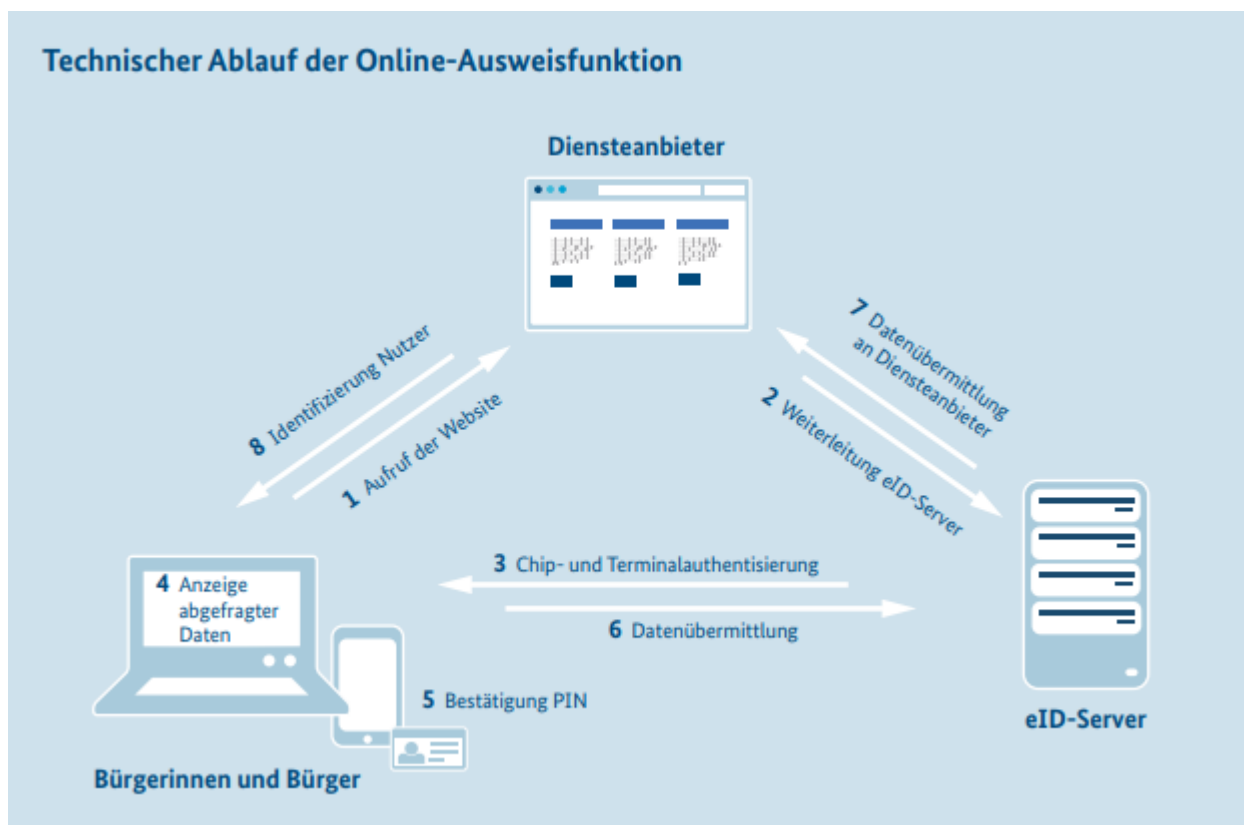 Technischer Ablauf der Online-Ausweisfunktion
Diensteanbieter
8 Identifizierung Nutzer
1 Aufruf der Website
7 Datenübermittlung
an Diensteanbieter
2 Weiterleitung eID-Server
3 Chip- und Terminalauthentisierung
4 Anzeige
abgefragter
Daten
6 Datenübermittlung
5 Bestätigung PIN
eID-Server
Bürgerinnen und Bürger